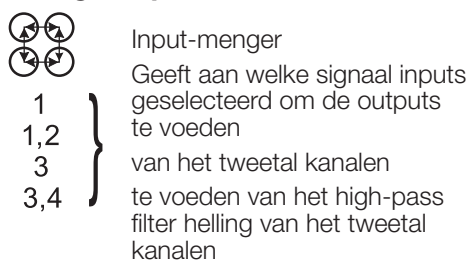 Input-menger
Geeft aan welke signaal inputs
1 geselecteerd om de outputs
1,2 te voeden
3 van het tweetal kanalen
3,4 te voeden van het high-pass
filter helling van het tweetal
kanalen